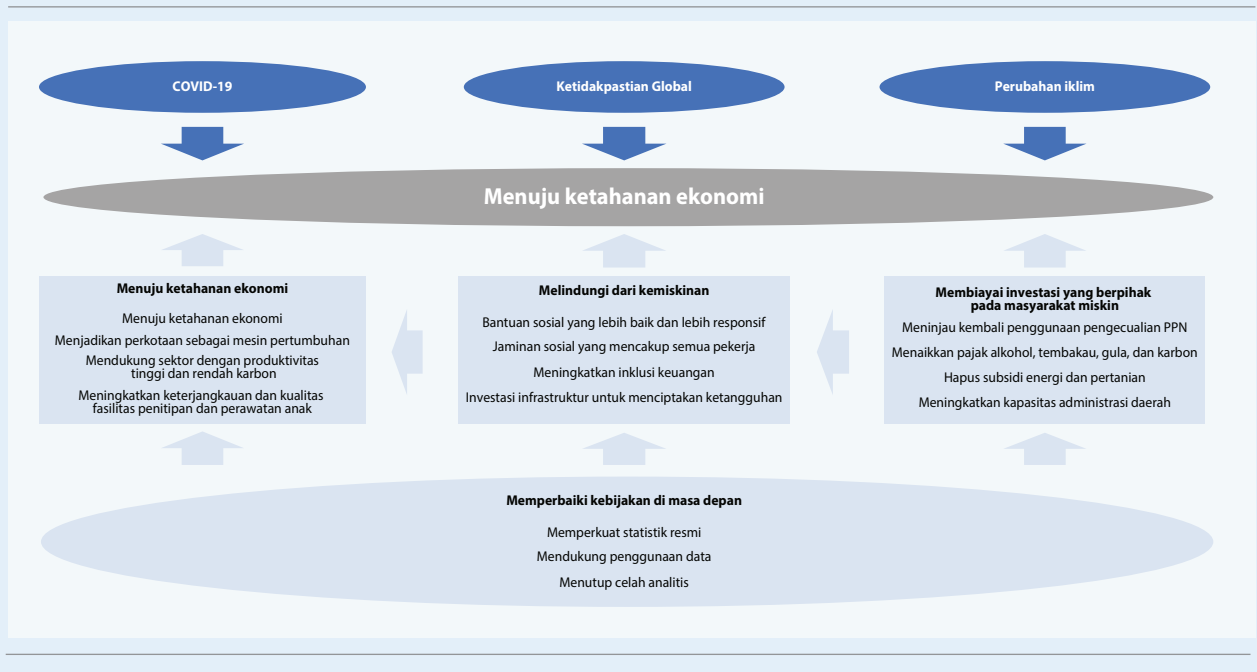 COVID-19
Ketidakpastian Global
Perubahan iklim
Menuju ketahanan ekonomi
Menuju ketahanan ekonomi
Menuju ketahanan ekonomi
Menjadikan perkotaan sebagai mesin pertumbuhan
Mendukung sektor dengan produktivitas
tinggi dan rendah karbon
Meningkatkan keterjangkauan dan kualitas
fasilitas penitipan dan perawatan anak
Melindungi dari kemiskinan
Bantuan sosial yang lebih baik dan lebih responsif
Jaminan sosial yang mencakup semua pekerja
Meningkatkan inklusi keuangan
Investasi infrastruktur untuk menciptakan ketangguhan
Membiayai investasi yang berpihak
pada masyarakat miskin
Meninjau kembali penggunaan pengecualian PPN
Menaikkan pajak alkohol, tembakau, gula, dan karbon
Hapus subsidi energi dan pertanian
Meningkatkan kapasitas administrasi daerah
Memperbaiki kebijakan di masa depan
Memperkuat statistik resmi
Mendukung penggunaan data
Menutup celah analitis